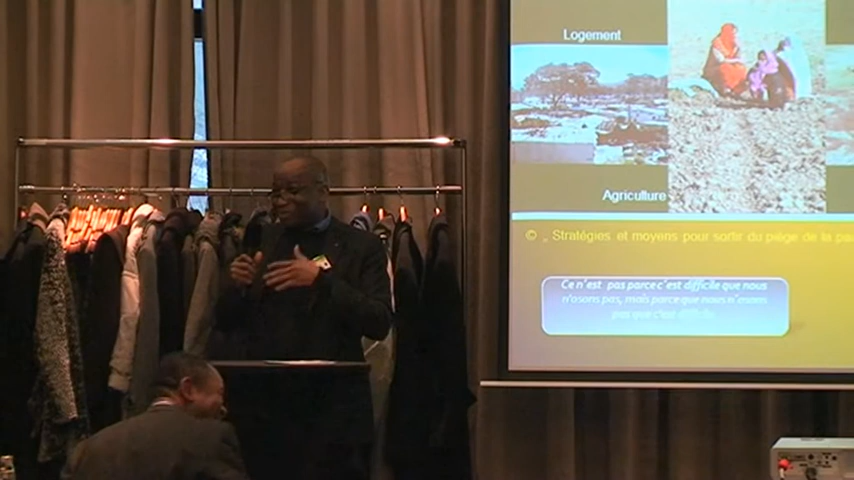 Logement
Agriculture
© „ Stratégies et moyens pour sortir du piège de la
Ce n'est pas parce c'est difficile que nous
n'osons pas, mais parce que nous n'osons
pas que c'est difficile